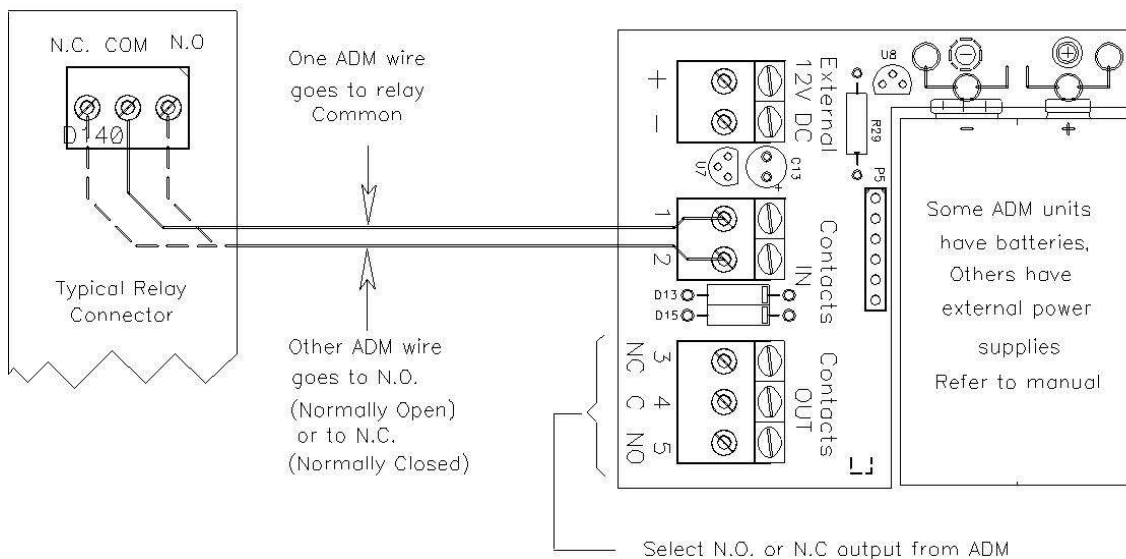 N.C. COM N.O
D140
Typical Relay
Connector
One ADM wire
goes to relay
Common
Other ADM wire
goes to N.O.
(Normally Open)
or to N.C.
(Normally Closed)
+
-
External
12V DC
U8
R29
U7
C13
+
P5
1
2
Contacts
IN
D13
D15
3
4
5
NC
C
NO
Contacts
OUT
-
+
Some ADM units
have batteries,
Others have
external power
supplies
Refer to manual
Select N.O. or N.C output from ADM